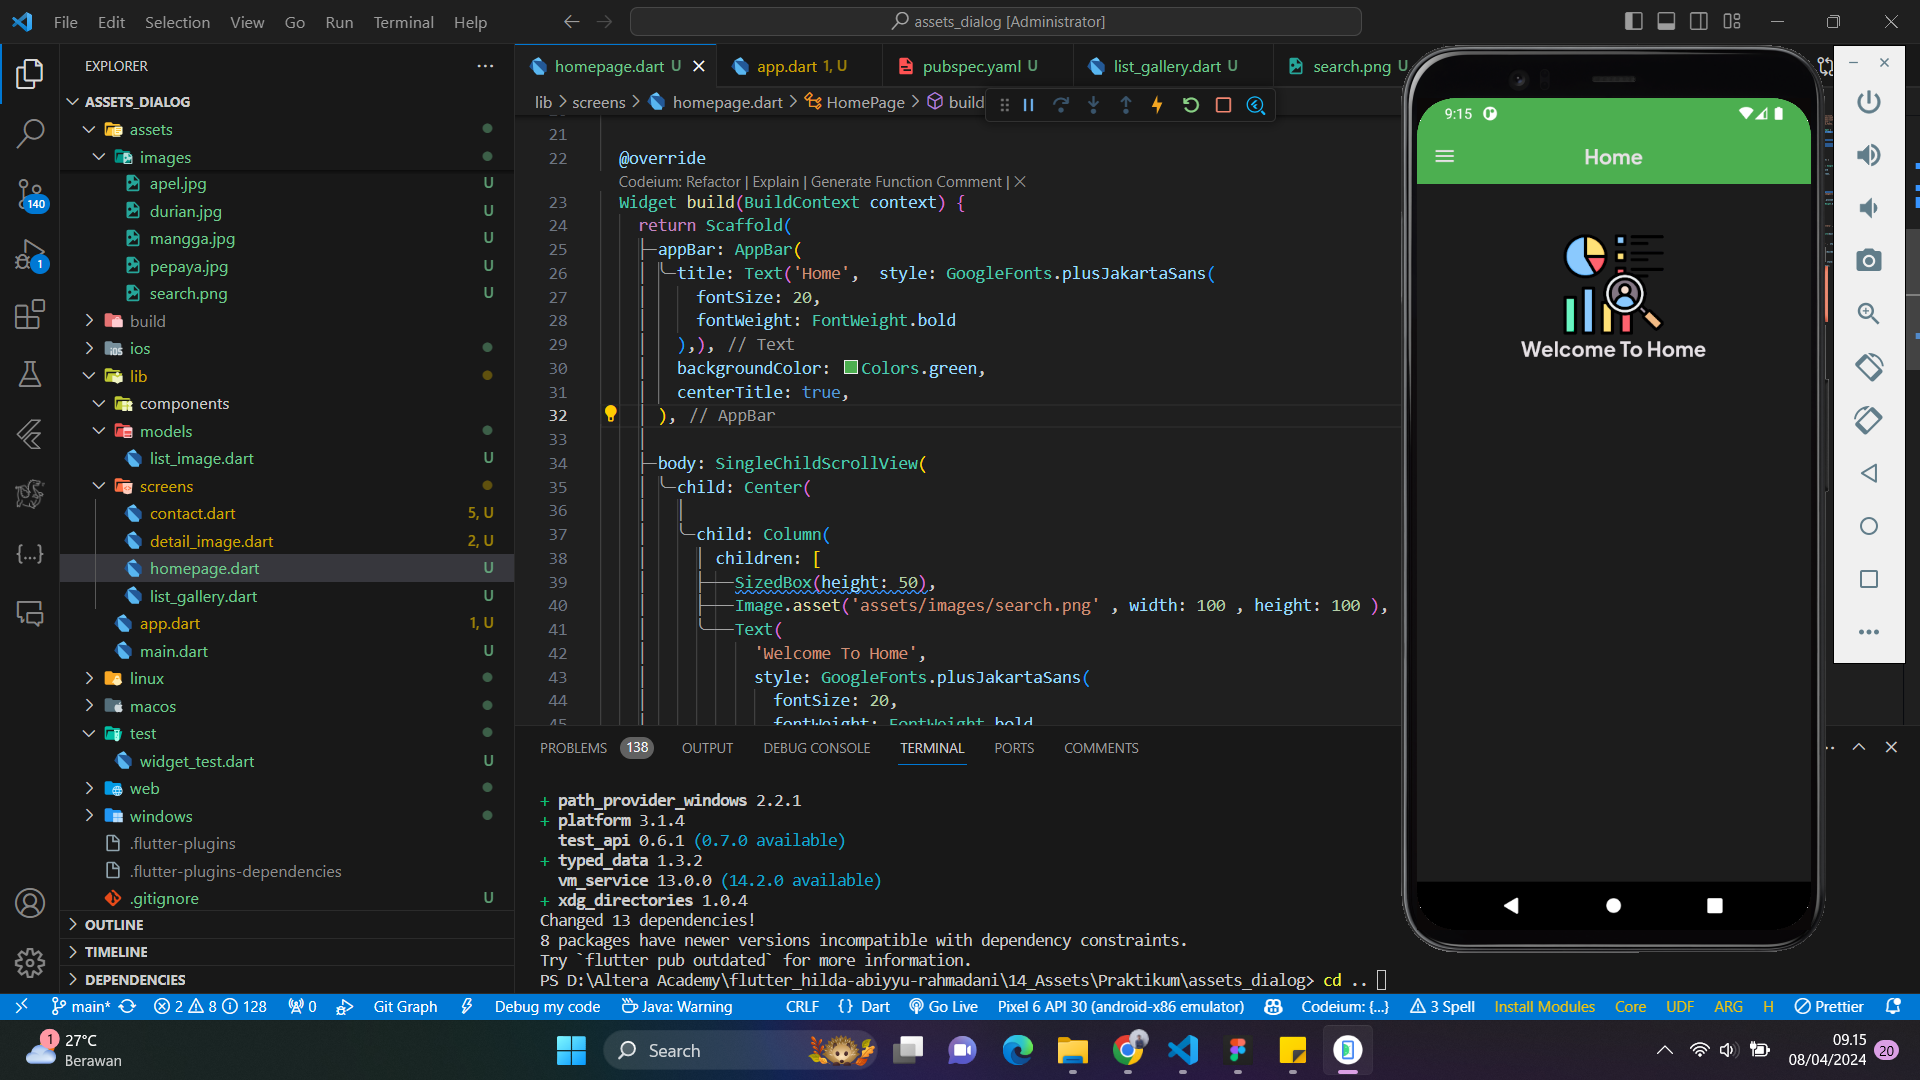 File Edit Selection View Go Run Terminal Help
assets_dialog [Administrator]
EXPLORER
ASSETS_DIALOG
assets
images
apel.jpg U
durian.jpg U
mangga.jpg U
pepaya.jpg U
search.png U
build
ios
lib
components
models
list_image.dart U
screens
contact.dart 5, U
detail_image.dart 2, U
homepage.dart U
list_gallery.dart U
app.dart 1, U
main.dart U
linux
macos
test
widget_test.dart U
web
windows
.flutter-plugins
.flutter-plugins-dependencies
.gitignore U
OUTLINE
TIMELINE
DEPENDENCIES
140
1
homepage.dart U
app.dart 1, U
pubspec.yaml U
list_gallery.dart U
search.png U
lib > screens > homepage.dart > HomePage > build
21
22 @override
Codeium: Refactor | Explain | Generate Function Comment | X
23 Widget build(BuildContext context) {
24 return Scaffold(
25 appBar: AppBar(
26 title: Text('Home', style: GoogleFonts.plusJakartaSans(
27 fontSize: 20,
28 fontWeight: FontWeight.bold
29 ),), // Text
30 backgroundColor: Colors.green,
31 centerTitle: true,
32 ), // AppBar
33
34 body: SingleChildScrollView(
35 child: Center(
36
37 child: Column(
38 children: [
39 SizedBox(height: 50),
40 Image.asset('assets/images/search.png' , width: 100 , height: 100 ),
41 Text(
42 'Welcome To Home',
43 style: GoogleFonts.plusJakartaSans(
44 fontSize: 20,
45 fontWeight: FontWeight.bold
PROBLEMS 138 OUTPUT DEBUG CONSOLE TERMINAL PORTS COMMENTS
+ path_provider_windows 2.2.1
+ platform 3.1.4
test_api 0.6.1 (0.7.0 available)
+ typed_data 1.3.2
vm_service 13.0.0 (14.2.0 available)
+ xdg_directories 1.0.4
Changed 13 dependencies!
8 packages have newer versions incompatible with dependency constraints.
Try `flutter pub outdated` for more information.
PS D:\Altera Academy\flutter_hilda-abiyyu-rahmadani\14_Assets\Praktikum\assets_dialog> cd ..
9:15
Home
Welcome To Home
main* 2 8 128 0 Git Graph Debug my code Java: Warning CRLF {} Dart Go Live Pixel 6 API 30 (android-x86 emulator) Codeium: {...} 3 Spell Install Modules Core UDF ARG H Prettier
1
27°C
Berawan
Search
09.15
08/04/2024
20